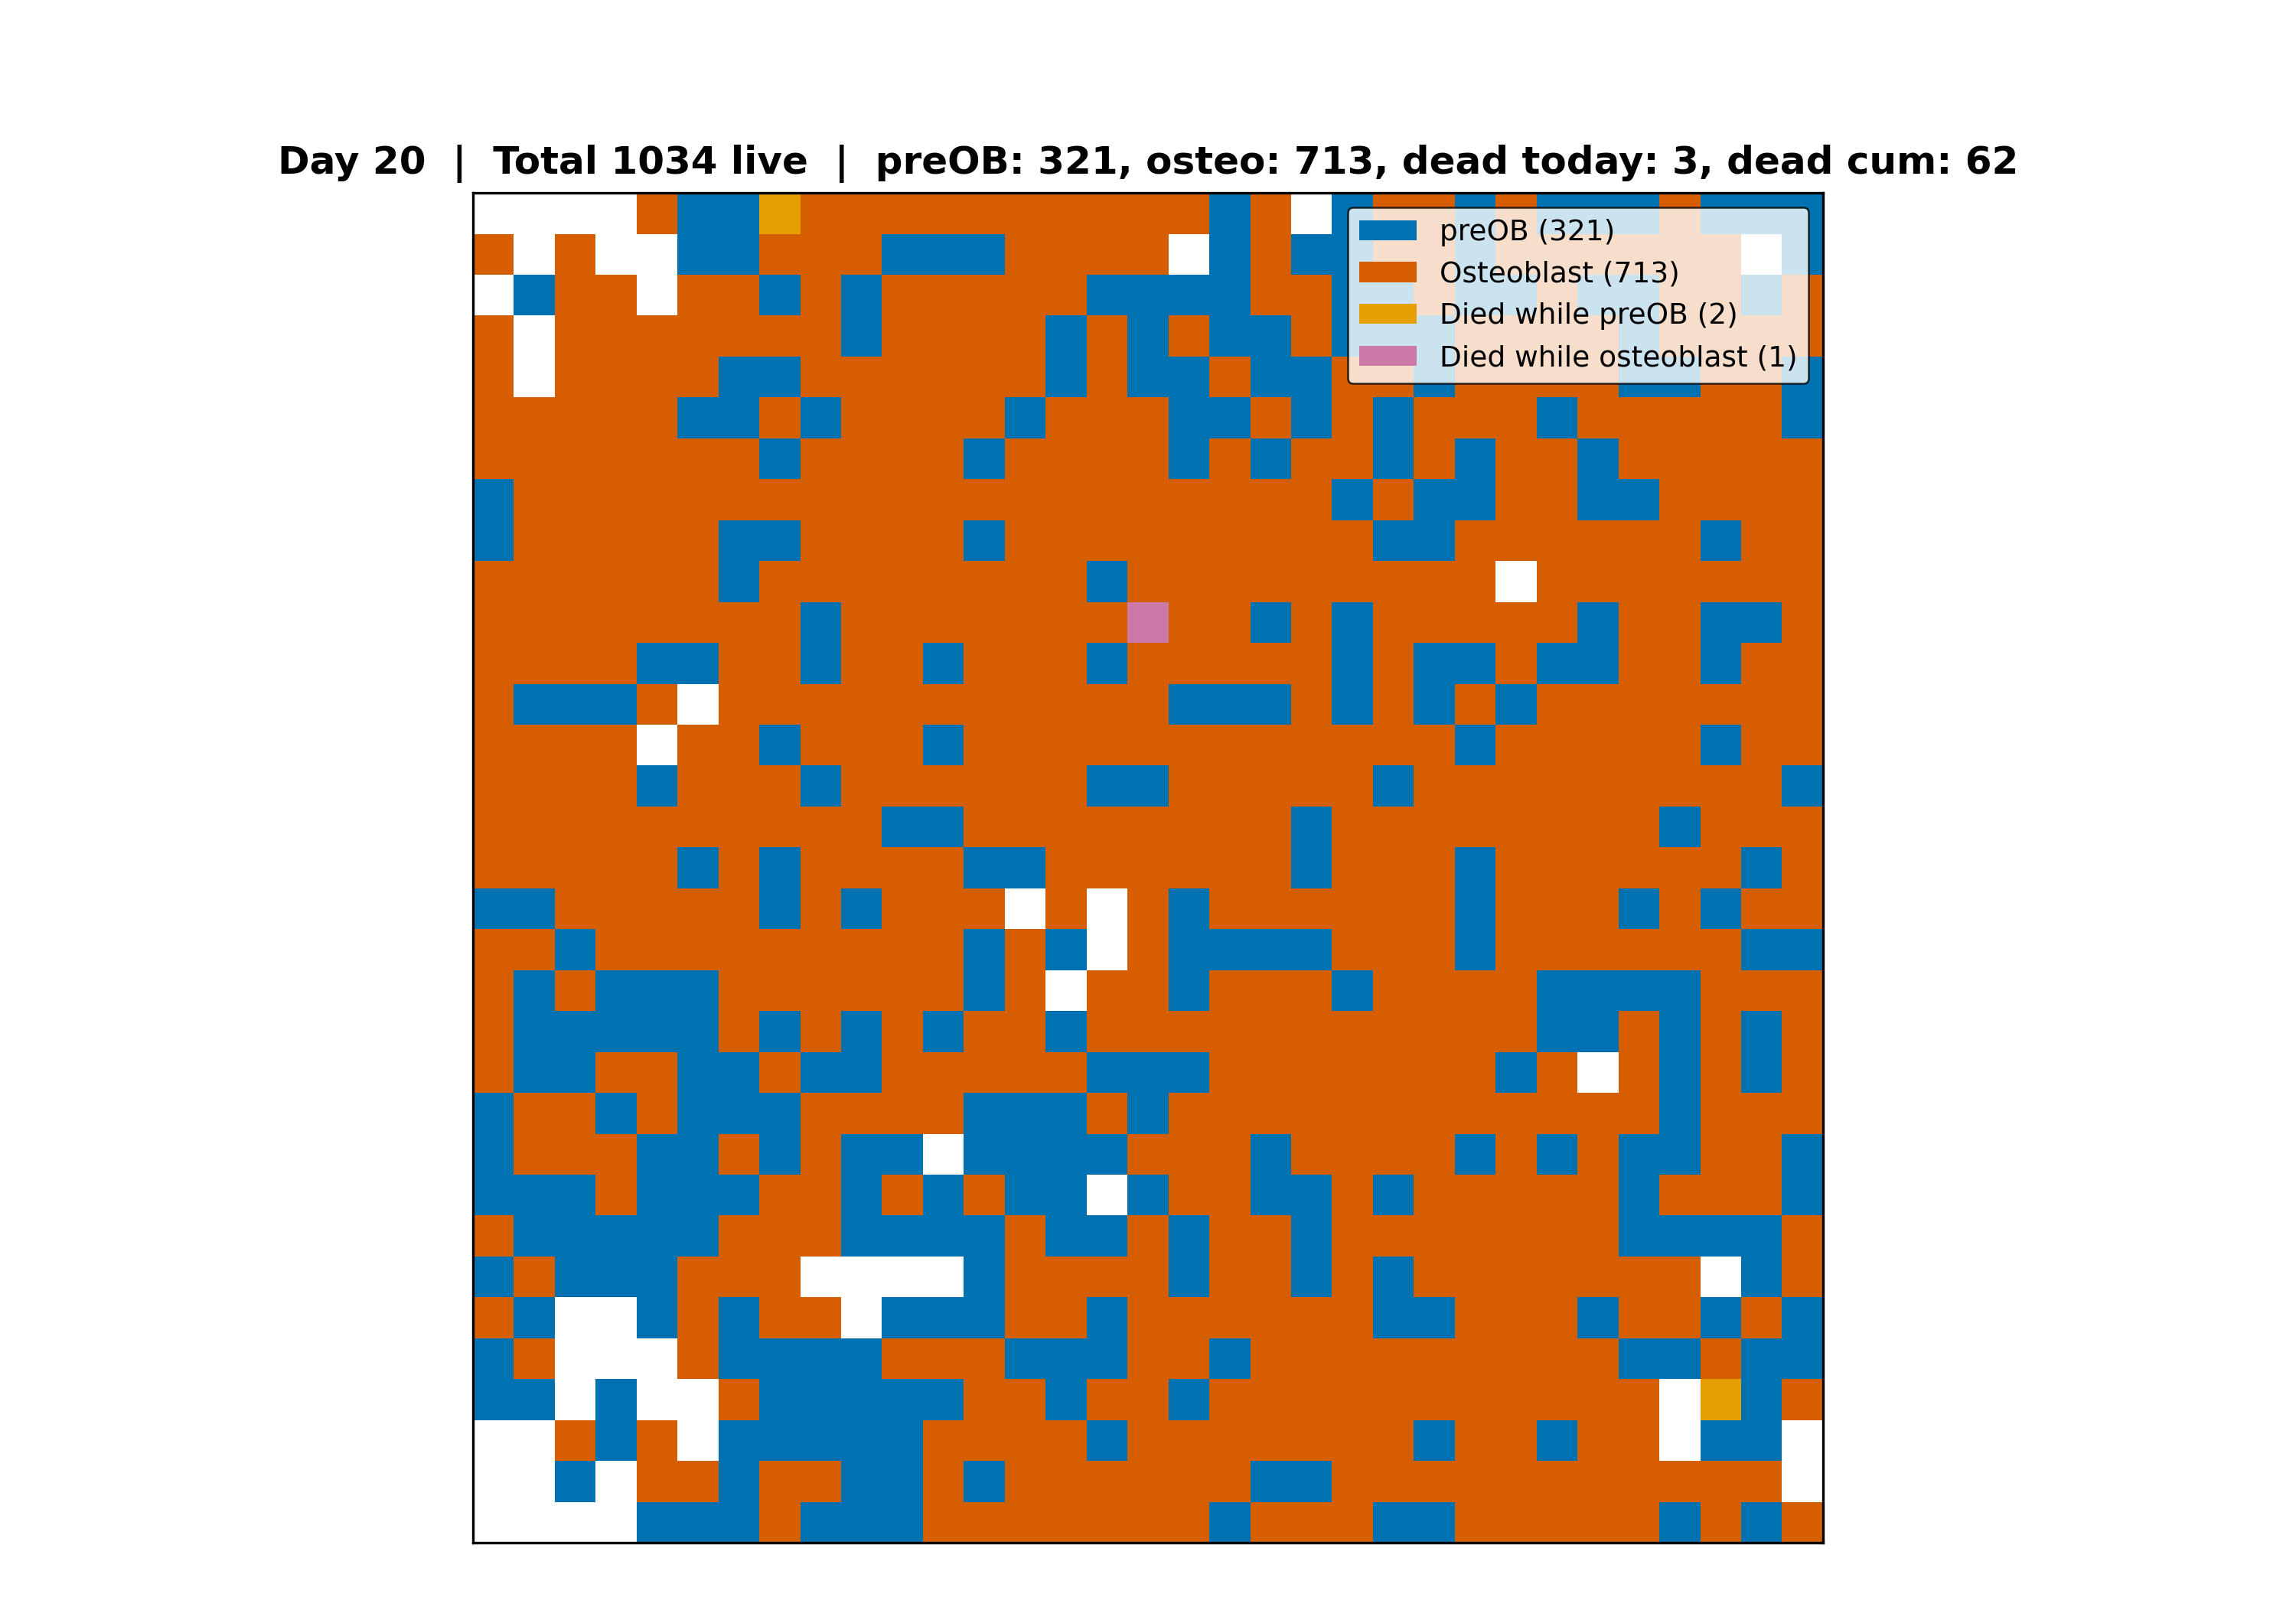 Day 20 | Total 1034 live | preOB: 321, osteo: 713, dead today: 3, dead cum: 62
preOB (321)
Osteoblast (713)
Died while preOB (2)
Died while osteoblast (1)